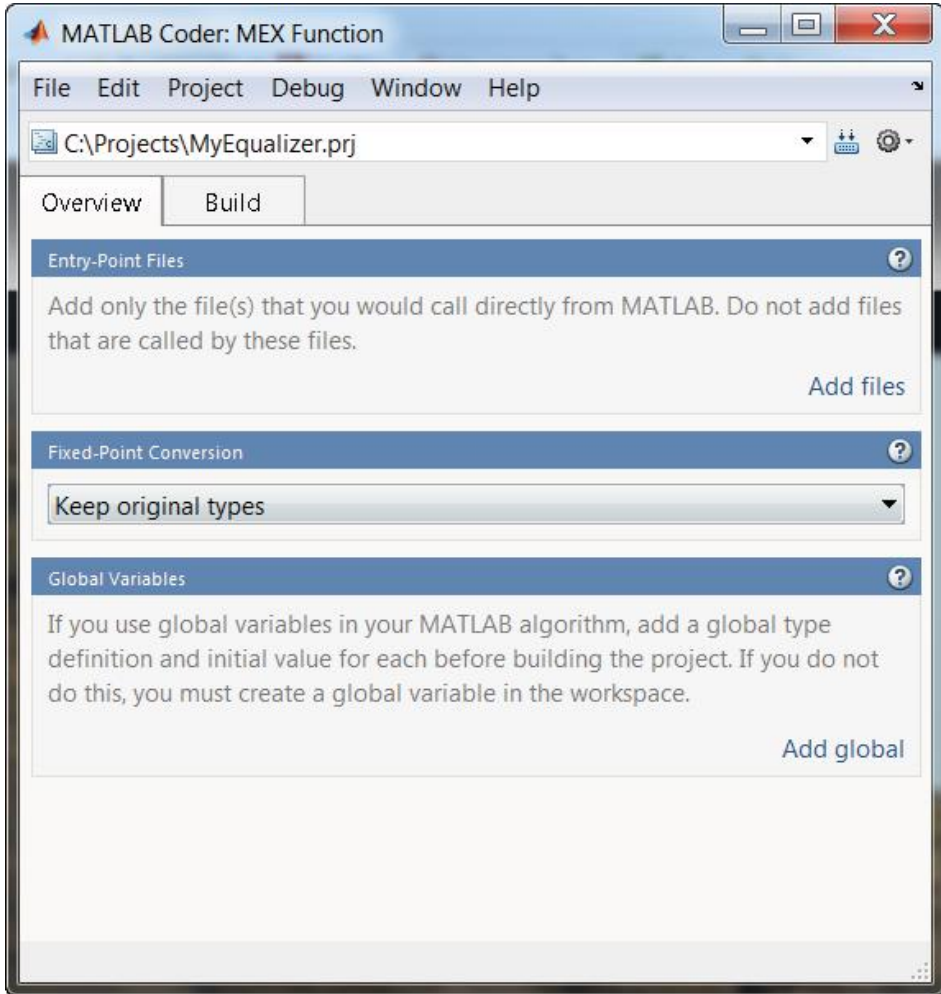 MATLAB Coder: MEX Function
File Edit Project Debug Window Help
C:\Projects\MyEqualizer.prj
Overview Build
Entry-Point Files ?
Add only the file(s) that you would call directly from MATLAB. Do not add files
that are called by these files.
Add files
Fixed-Point Conversion ?
Keep original types
Global Variables ?
If you use global variables in your MATLAB algorithm, add a global type
definition and initial value for each before building the project. If you do not
do this, you must create a global variable in the workspace.
Add global